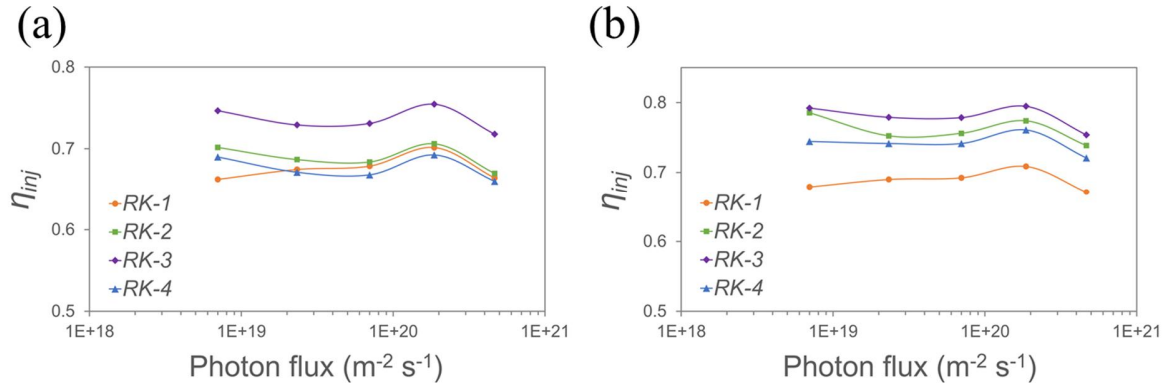 (a)
0.8
0.7
0.6
0.5
η_inj
RK-1
RK-2
RK-3
RK-4
1E+18 1E+19 1E+20 1E+21
Photon flux (m⁻² s⁻¹)
(b)
0.8
0.7
0.6
0.5
η_inj
RK-1
RK-2
RK-3
RK-4
1E+18 1E+19 1E+20 1E+21
Photon flux (m⁻² s⁻¹)